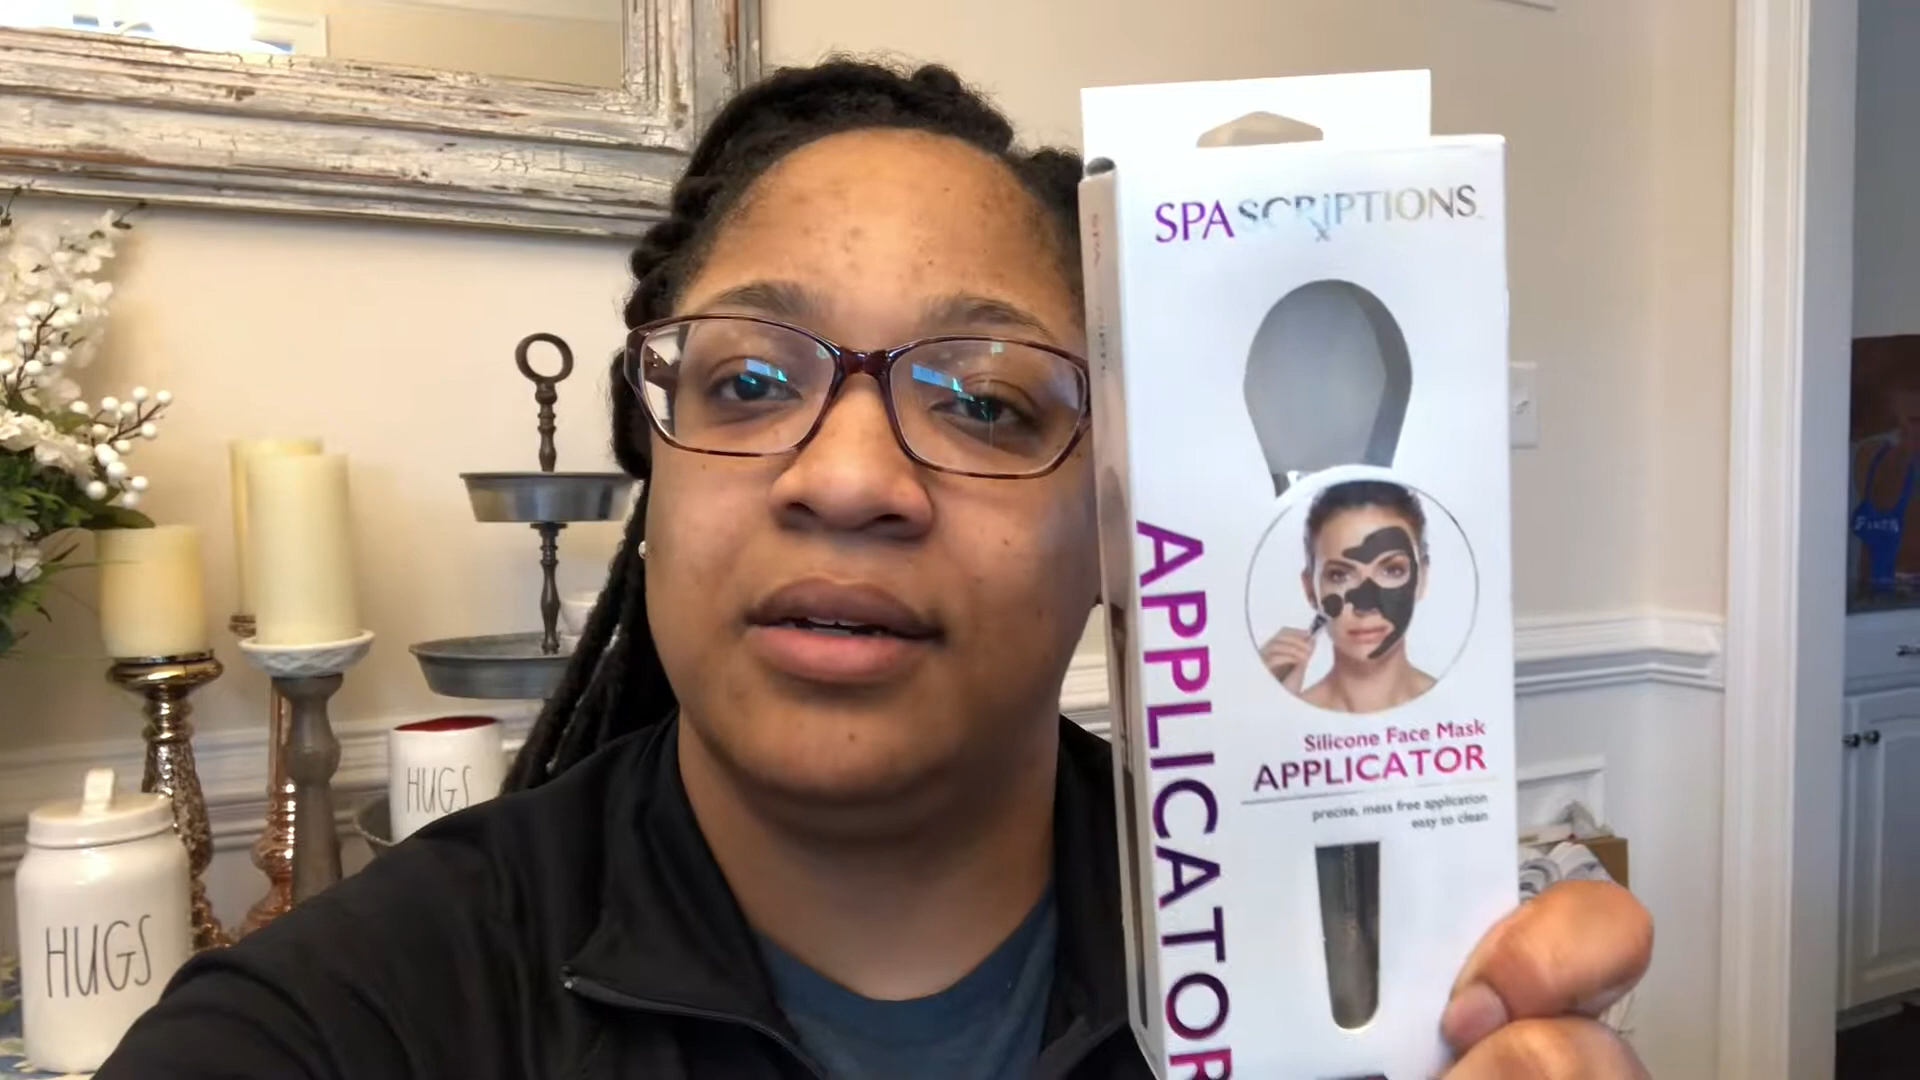 SPASCRIPTIONS
APPLICATOR
Silicone Face Mask
APPLICATOR
precise, mess free application
easy to clean
HUGS
HUGS